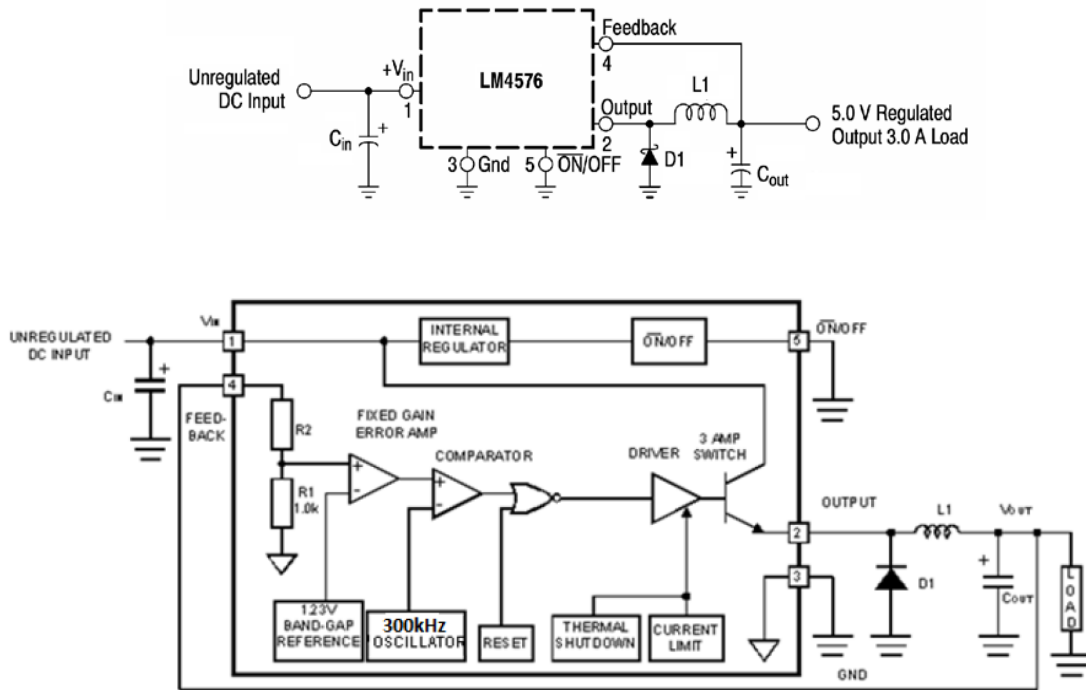 Feedback
4
+Vin
1
LM4576
Unregulated
DC Input
Cin
+
Output
2
L1
5.0 V Regulated
Output 3.0 A Load
3 Gnd
5 ON/OFF
D1
+
Cout
UNREGULATED
DC INPUT
VIN
1
INTERNAL
REGULATOR
ON/OFF
5
ON/OFF
+
CIN
4
FEED-
BACK
R2
FIXED GAIN
ERROR AMP
COMPARATOR
DRIVER
3 AMP
SWITCH
R1
1.0k
+
-
+
-
OUTPUT
2
L1
VOUT
3
D1
+
COUT
LOAD
1.23V
BAND-GAP
REFERENCE
300kHz
OSCILLATOR
RESET
THERMAL
SHUTDOWN
CURRENT
LIMIT
GND